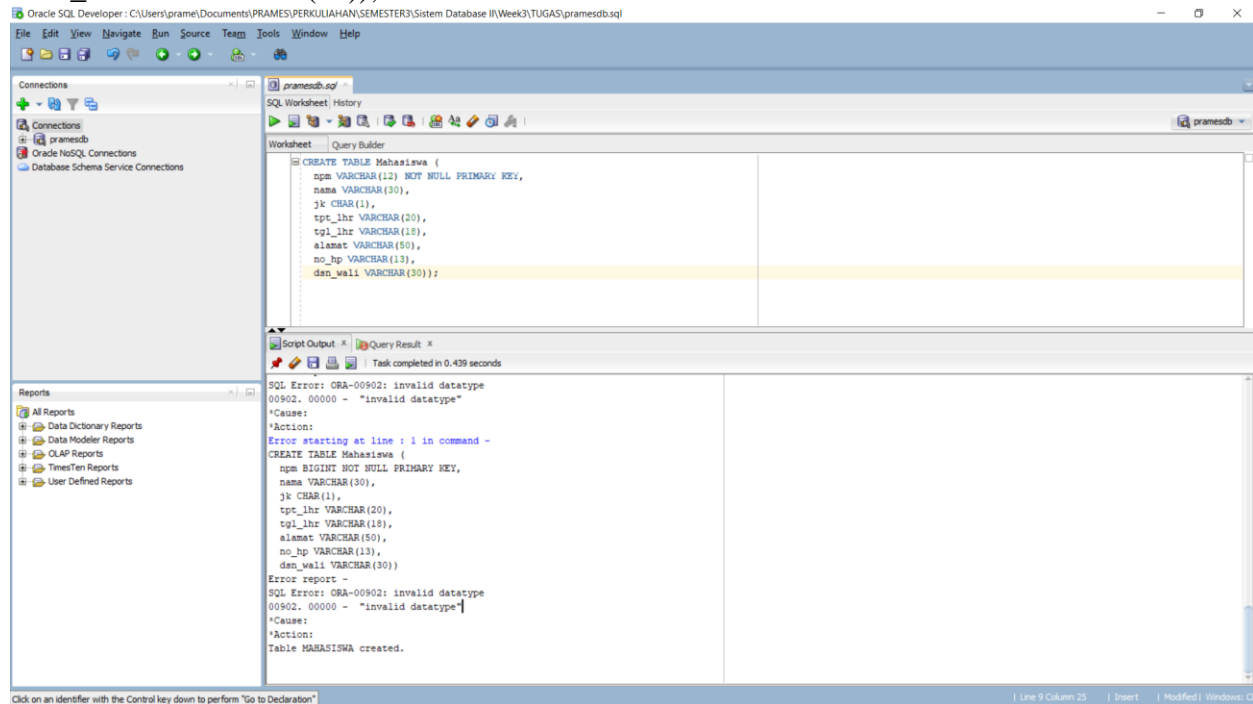 Oracle SQL Developer : C:\Users\prame\Documents\PRAMES\PERKULIAHAN\SEMESTER3\Sistem Database II\Week3\TUGAS\pramesdb.sql
File Edit View Navigate Run Source Team Tools Window Help
Connections
Connections
pramesdb
Oracle NoSQL Connections
Database Schema Service Connections
pramesdb.sql
SQL Worksheet History
pramesdb
Worksheet Query Builder
CREATE TABLE Mahasiswa (
npm VARCHAR(12) NOT NULL PRIMARY KEY,
nama VARCHAR(30),
jk CHAR(1),
tpt_lhr VARCHAR(20),
tgl_lhr VARCHAR(18),
alamat VARCHAR(50),
no_hp VARCHAR(13),
dsn_wali VARCHAR(30));
Script Output Query Result
Task completed in 0.439 seconds
SQL Error: ORA-00902: invalid datatype
00902. 00000 - "invalid datatype"
*Cause:
*Action:
Error starting at line : 1 in command -
CREATE TABLE Mahasiswa (
npm BIGINT NOT NULL PRIMARY KEY,
nama VARCHAR(30),
jk CHAR(1),
tpt_lhr VARCHAR(20),
tgl_lhr VARCHAR(18),
alamat VARCHAR(50),
no_hp VARCHAR(13),
dsn_wali VARCHAR(30))
Error report -
SQL Error: ORA-00902: invalid datatype
00902. 00000 - "invalid datatype"
*Cause:
*Action:
Table MAHASISWA created.
Reports
All Reports
Data Dictionary Reports
Data Modeler Reports
OLAP Reports
TimesTen Reports
User Defined Reports
Click on an identifier with the Control key down to perform "Go to Declaration"
Line 9 Column 25 | Insert | Modified | Windows: C